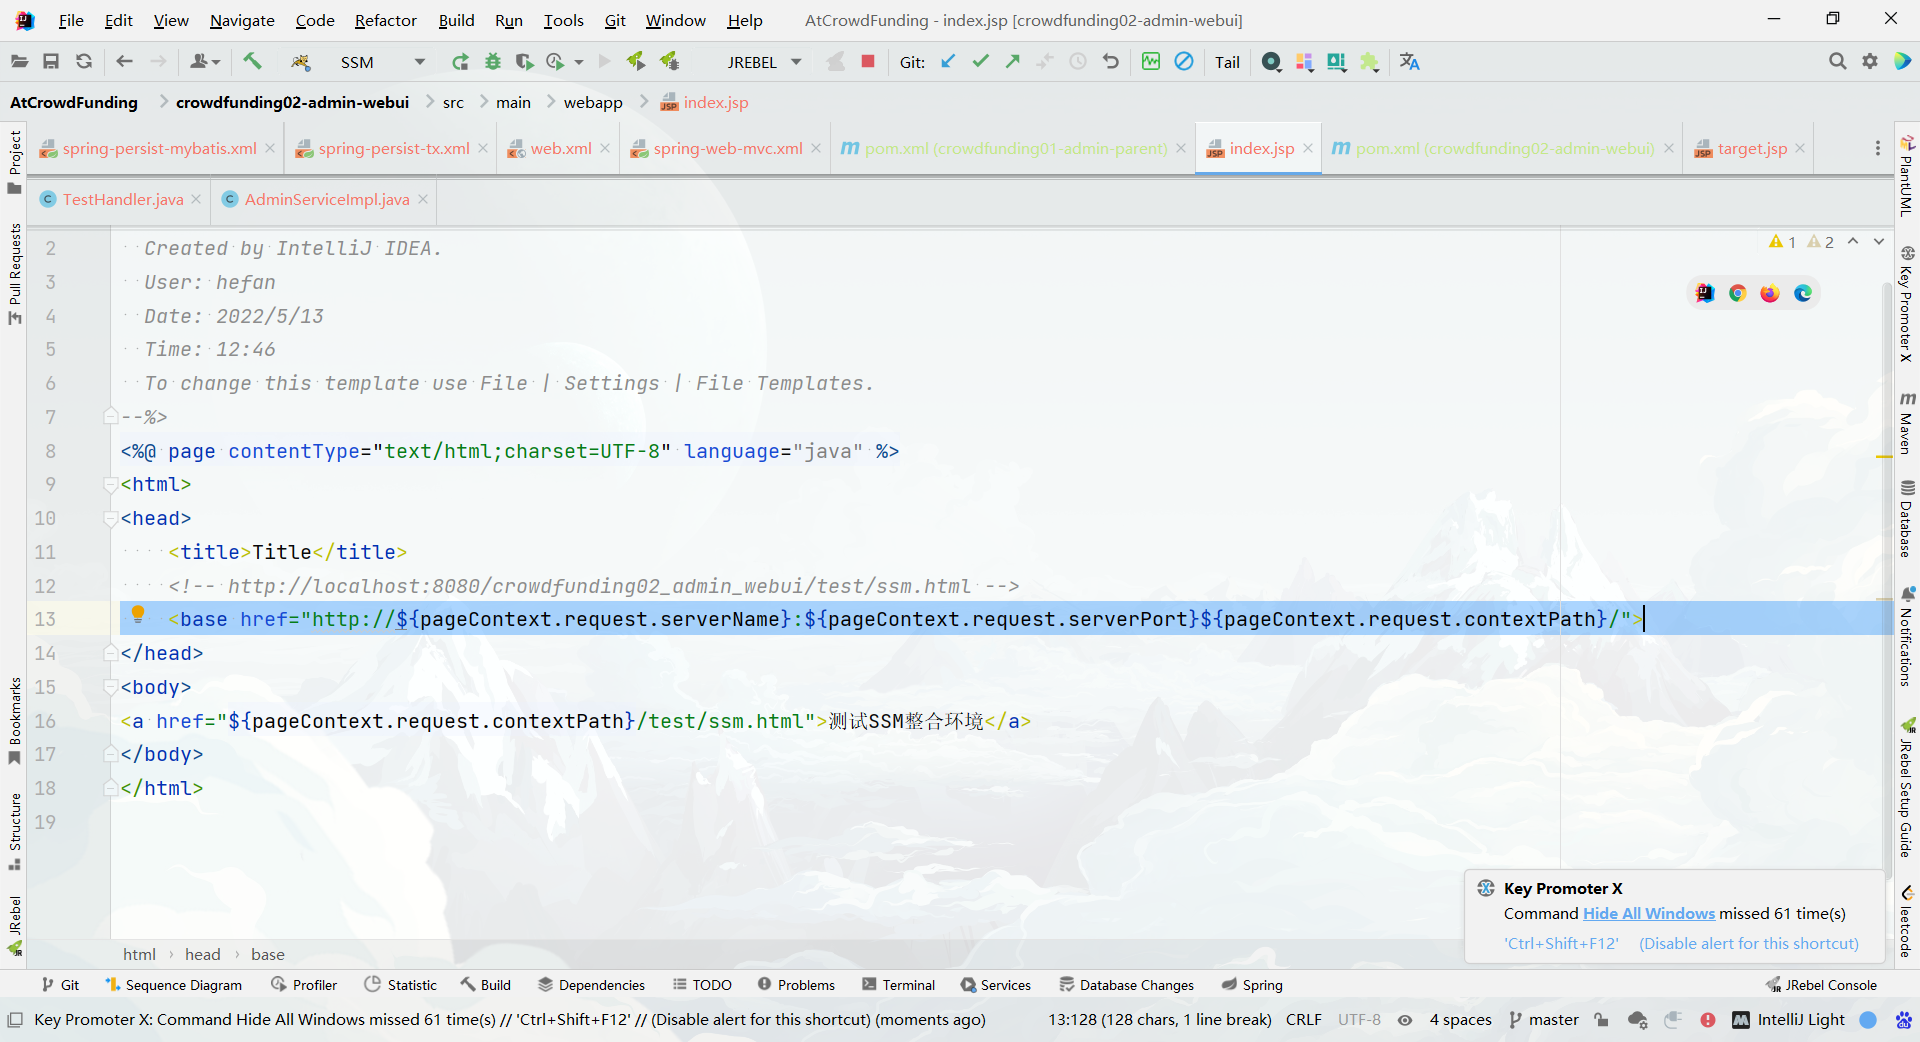 File Edit View Navigate Code Refactor Build Run Tools Git Window Help AtCrowdFunding - index.jsp [crowdfunding02-admin-webui]
SSM JREBEL Git: Tail
AtCrowdFunding crowdfunding02-admin-webui src main webapp index.jsp
spring-persist-mybatis.xml spring-persist-tx.xml web.xml spring-web-mvc.xml pom.xml (crowdfunding01-admin-parent) index.jsp pom.xml (crowdfunding02-admin-webui) target.jsp
TestHandler.java AdminServiceImpl.java
Project
Pull Requests
Bookmarks
Structure
JRebel
1 2
2 Created by IntelliJ IDEA.
3 User: hefan
4 Date: 2022/5/13
5 Time: 12:46
6 To change this template use File | Settings | File Templates.
7 --%>
8 <%@ page contentType="text/html;charset=UTF-8" language="java" %>
9 <html>
10 <head>
11 <title>Title</title>
12 <!-- http://localhost:8080/crowdfunding02_admin_webui/test/ssm.html -->
13 <base href="http://${pageContext.request.serverName}:${pageContext.request.serverPort}${pageContext.request.contextPath}/">
14 </head>
15 <body>
16 <a href="${pageContext.request.contextPath}/test/ssm.html">测试SSM整合环境</a>
17 </body>
18 </html>
19
PlantUML
Key Promoter X
Maven
Database
Notifications
JRebel Setup Guide
leetcode
Key Promoter X
Command Hide All Windows missed 61 time(s)
'Ctrl+Shift+F12' (Disable alert for this shortcut)
html › head › base
Git Sequence Diagram Profiler Statistic Build Dependencies TODO Problems Terminal Services Database Changes Spring JRebel Console
Key Promoter X: Command Hide All Windows missed 61 time(s) // 'Ctrl+Shift+F12' // (Disable alert for this shortcut) (moments ago) 13:128 (128 chars, 1 line break) CRLF UTF-8 4 spaces master IntelliJ Light